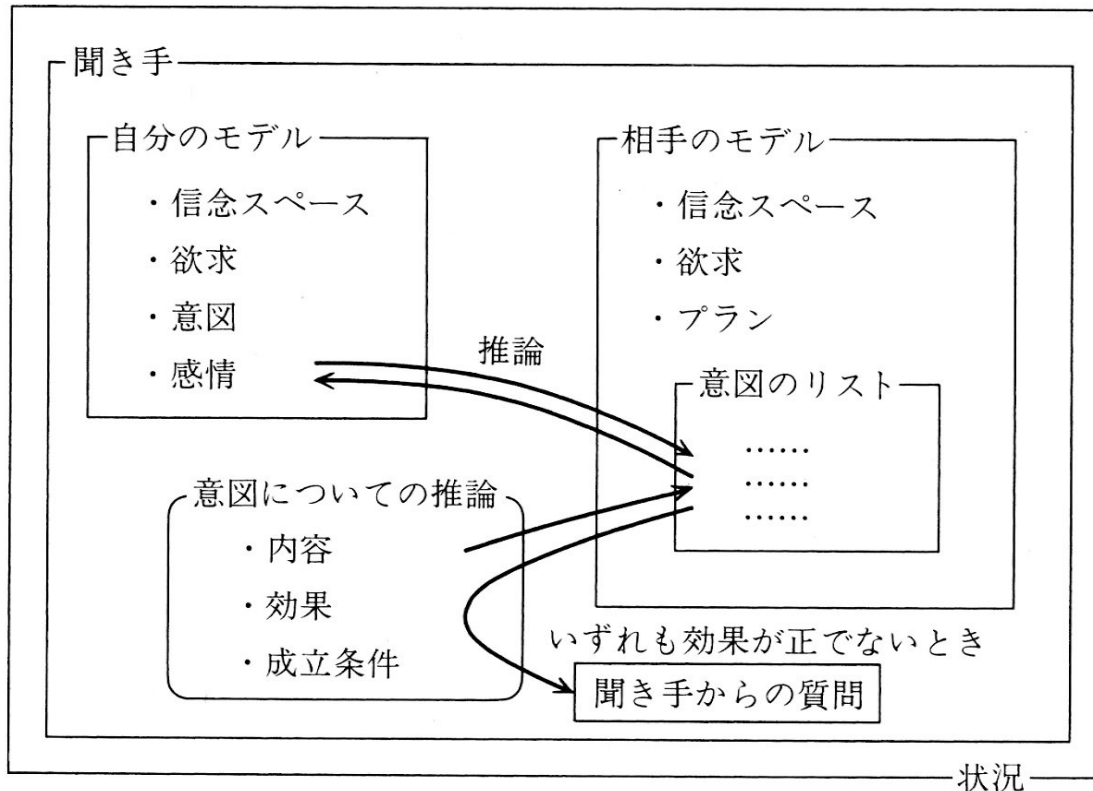 聞き手
自分のモデル
・信念スペース
・欲求
・意図
・感情
推論
相手のモデル
・信念スペース
・欲求
・プラン
意図のリスト
……
……
……
意図についての推論
・内容
・効果
・成立条件
いずれも効果が正でないとき
聞き手からの質問
状況